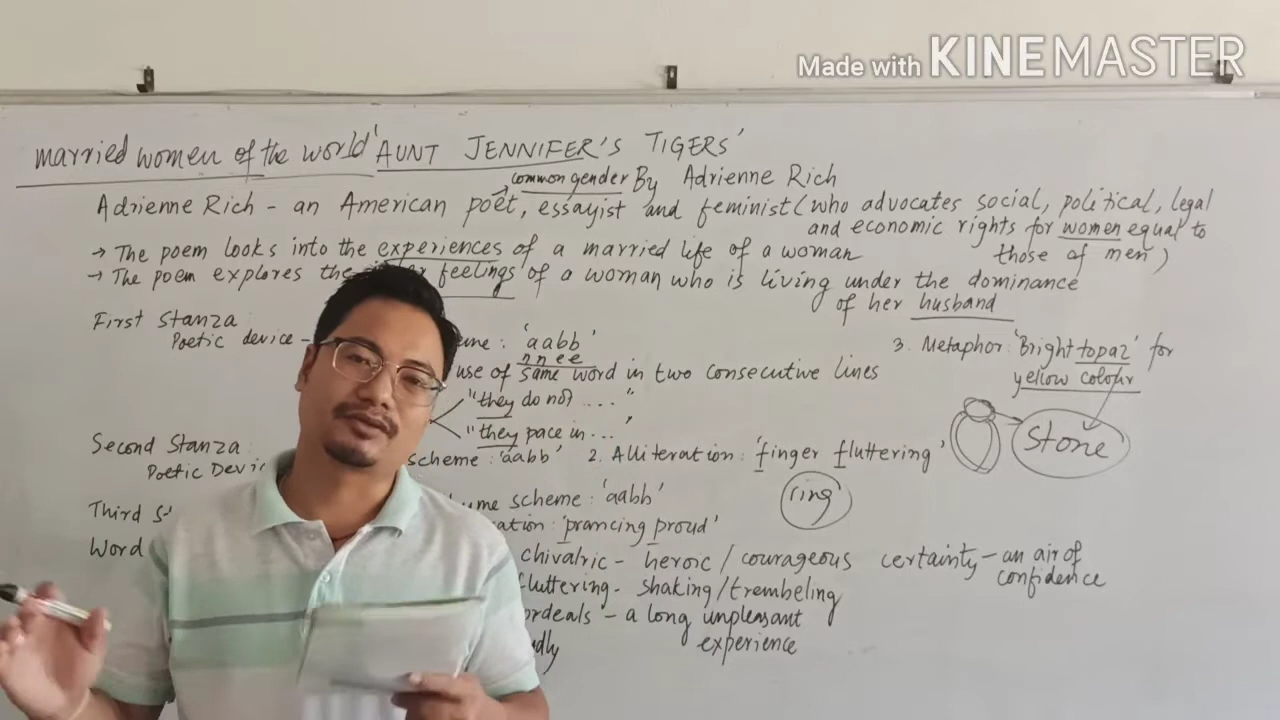 Made with KINEMASTER
married women of the world 'AUNT JENNIFER'S TIGERS'
common gender By Adrienne Rich
Adrienne Rich - an American poet, essayist and feminist (who advocates social, political, legal
and economic rights for women equal to
those of men)
→ The poem looks into the experiences of a married life of a woman
→ The poem explores the feelings of a woman who is living under the dominance
of her husband
First Stanza:
Poetic device - eme: 'aabb'
nnee
use of same word in two consecutive lines
"they do not ...."
"they pace in ..."
3. Metaphor: 'Bright topaz' for
yellow colour
stone
Second Stanza:
Poetic Devi scheme: 'aabb' 2. Alliteration: 'finger fluttering'
ring
Third S yme scheme: 'aabb'
ation: 'prancing proud'
Word chivalric - heroic / courageous certainty - an air of
confidence
fluttering - shaking/trembeling
ordeals - a long unpleasant
experience
dly